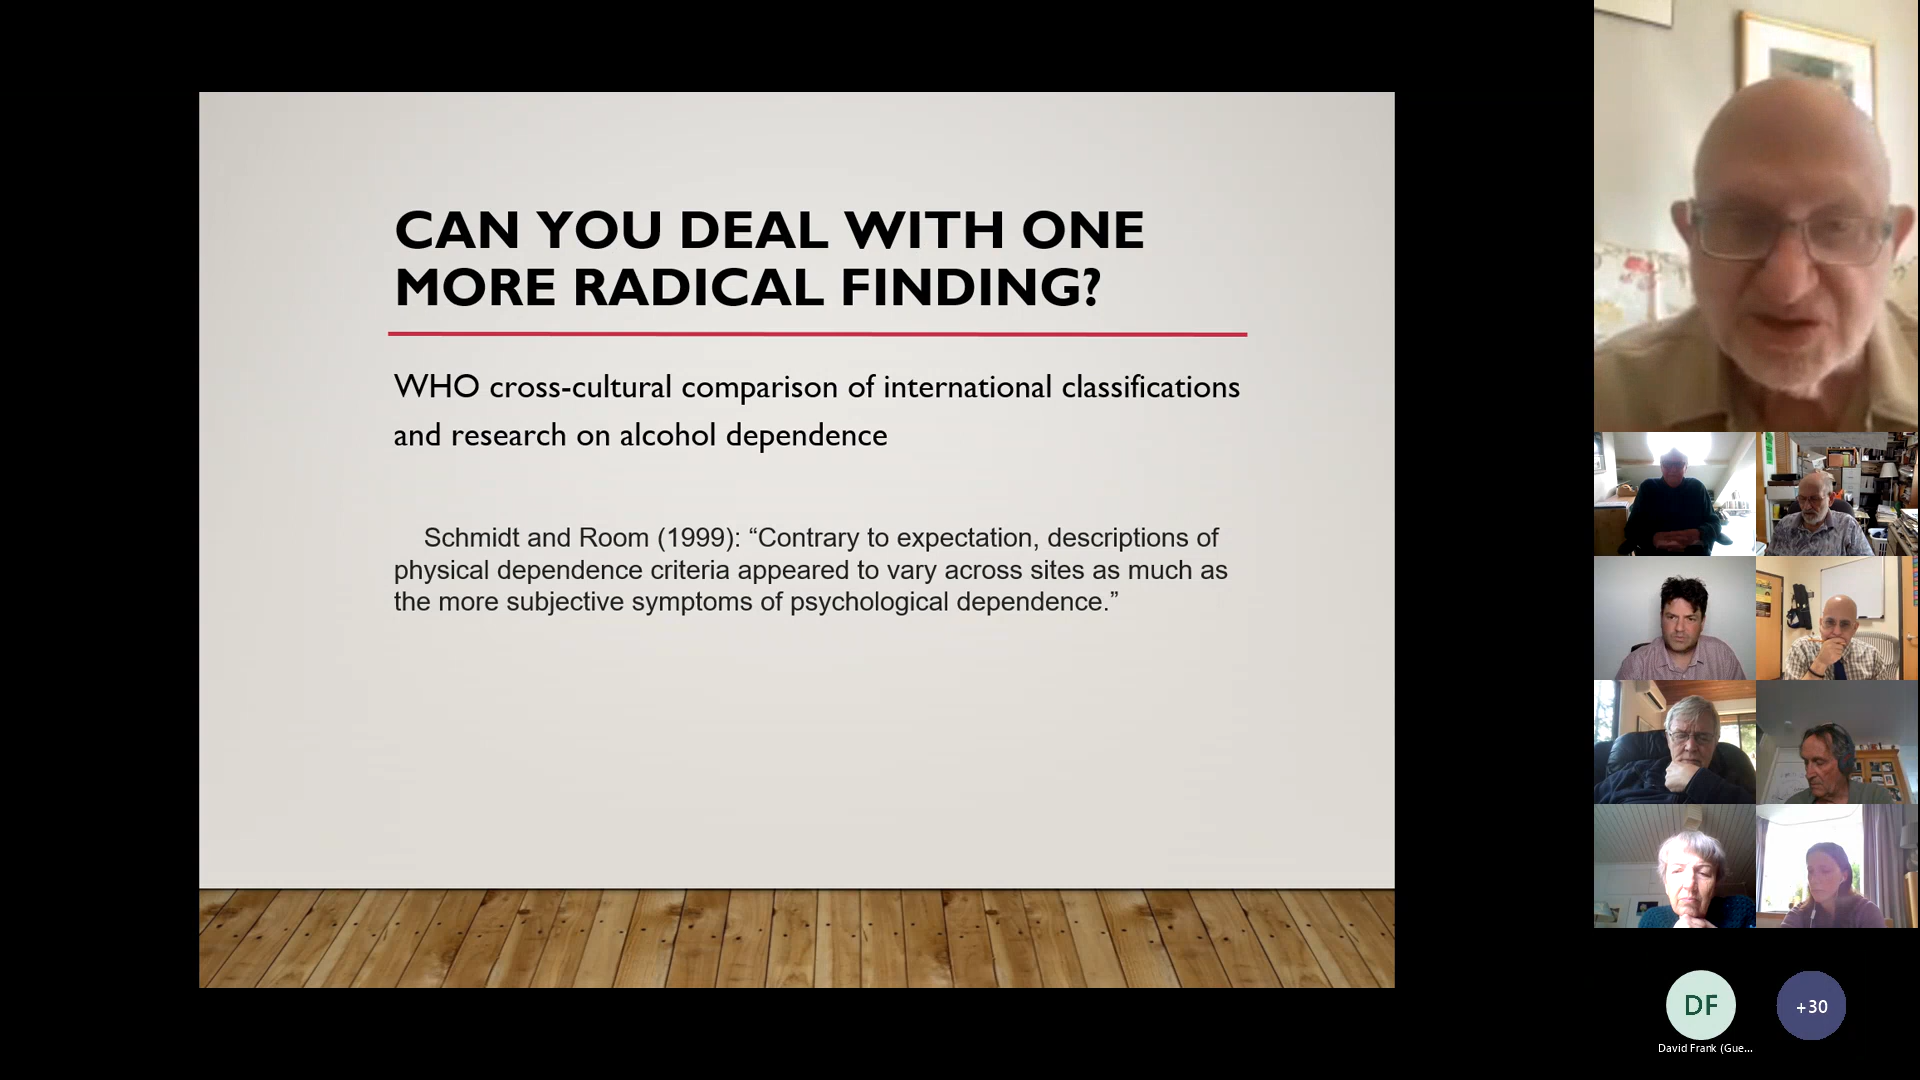 CAN YOU DEAL WITH ONE
MORE RADICAL FINDING?
WHO cross-cultural comparison of international classifications
and research on alcohol dependence
Schmidt and Room (1999): “Contrary to expectation, descriptions of
physical dependence criteria appeared to vary across sites as much as
the more subjective symptoms of psychological dependence.”
DF
+30
David Frank (Gue...